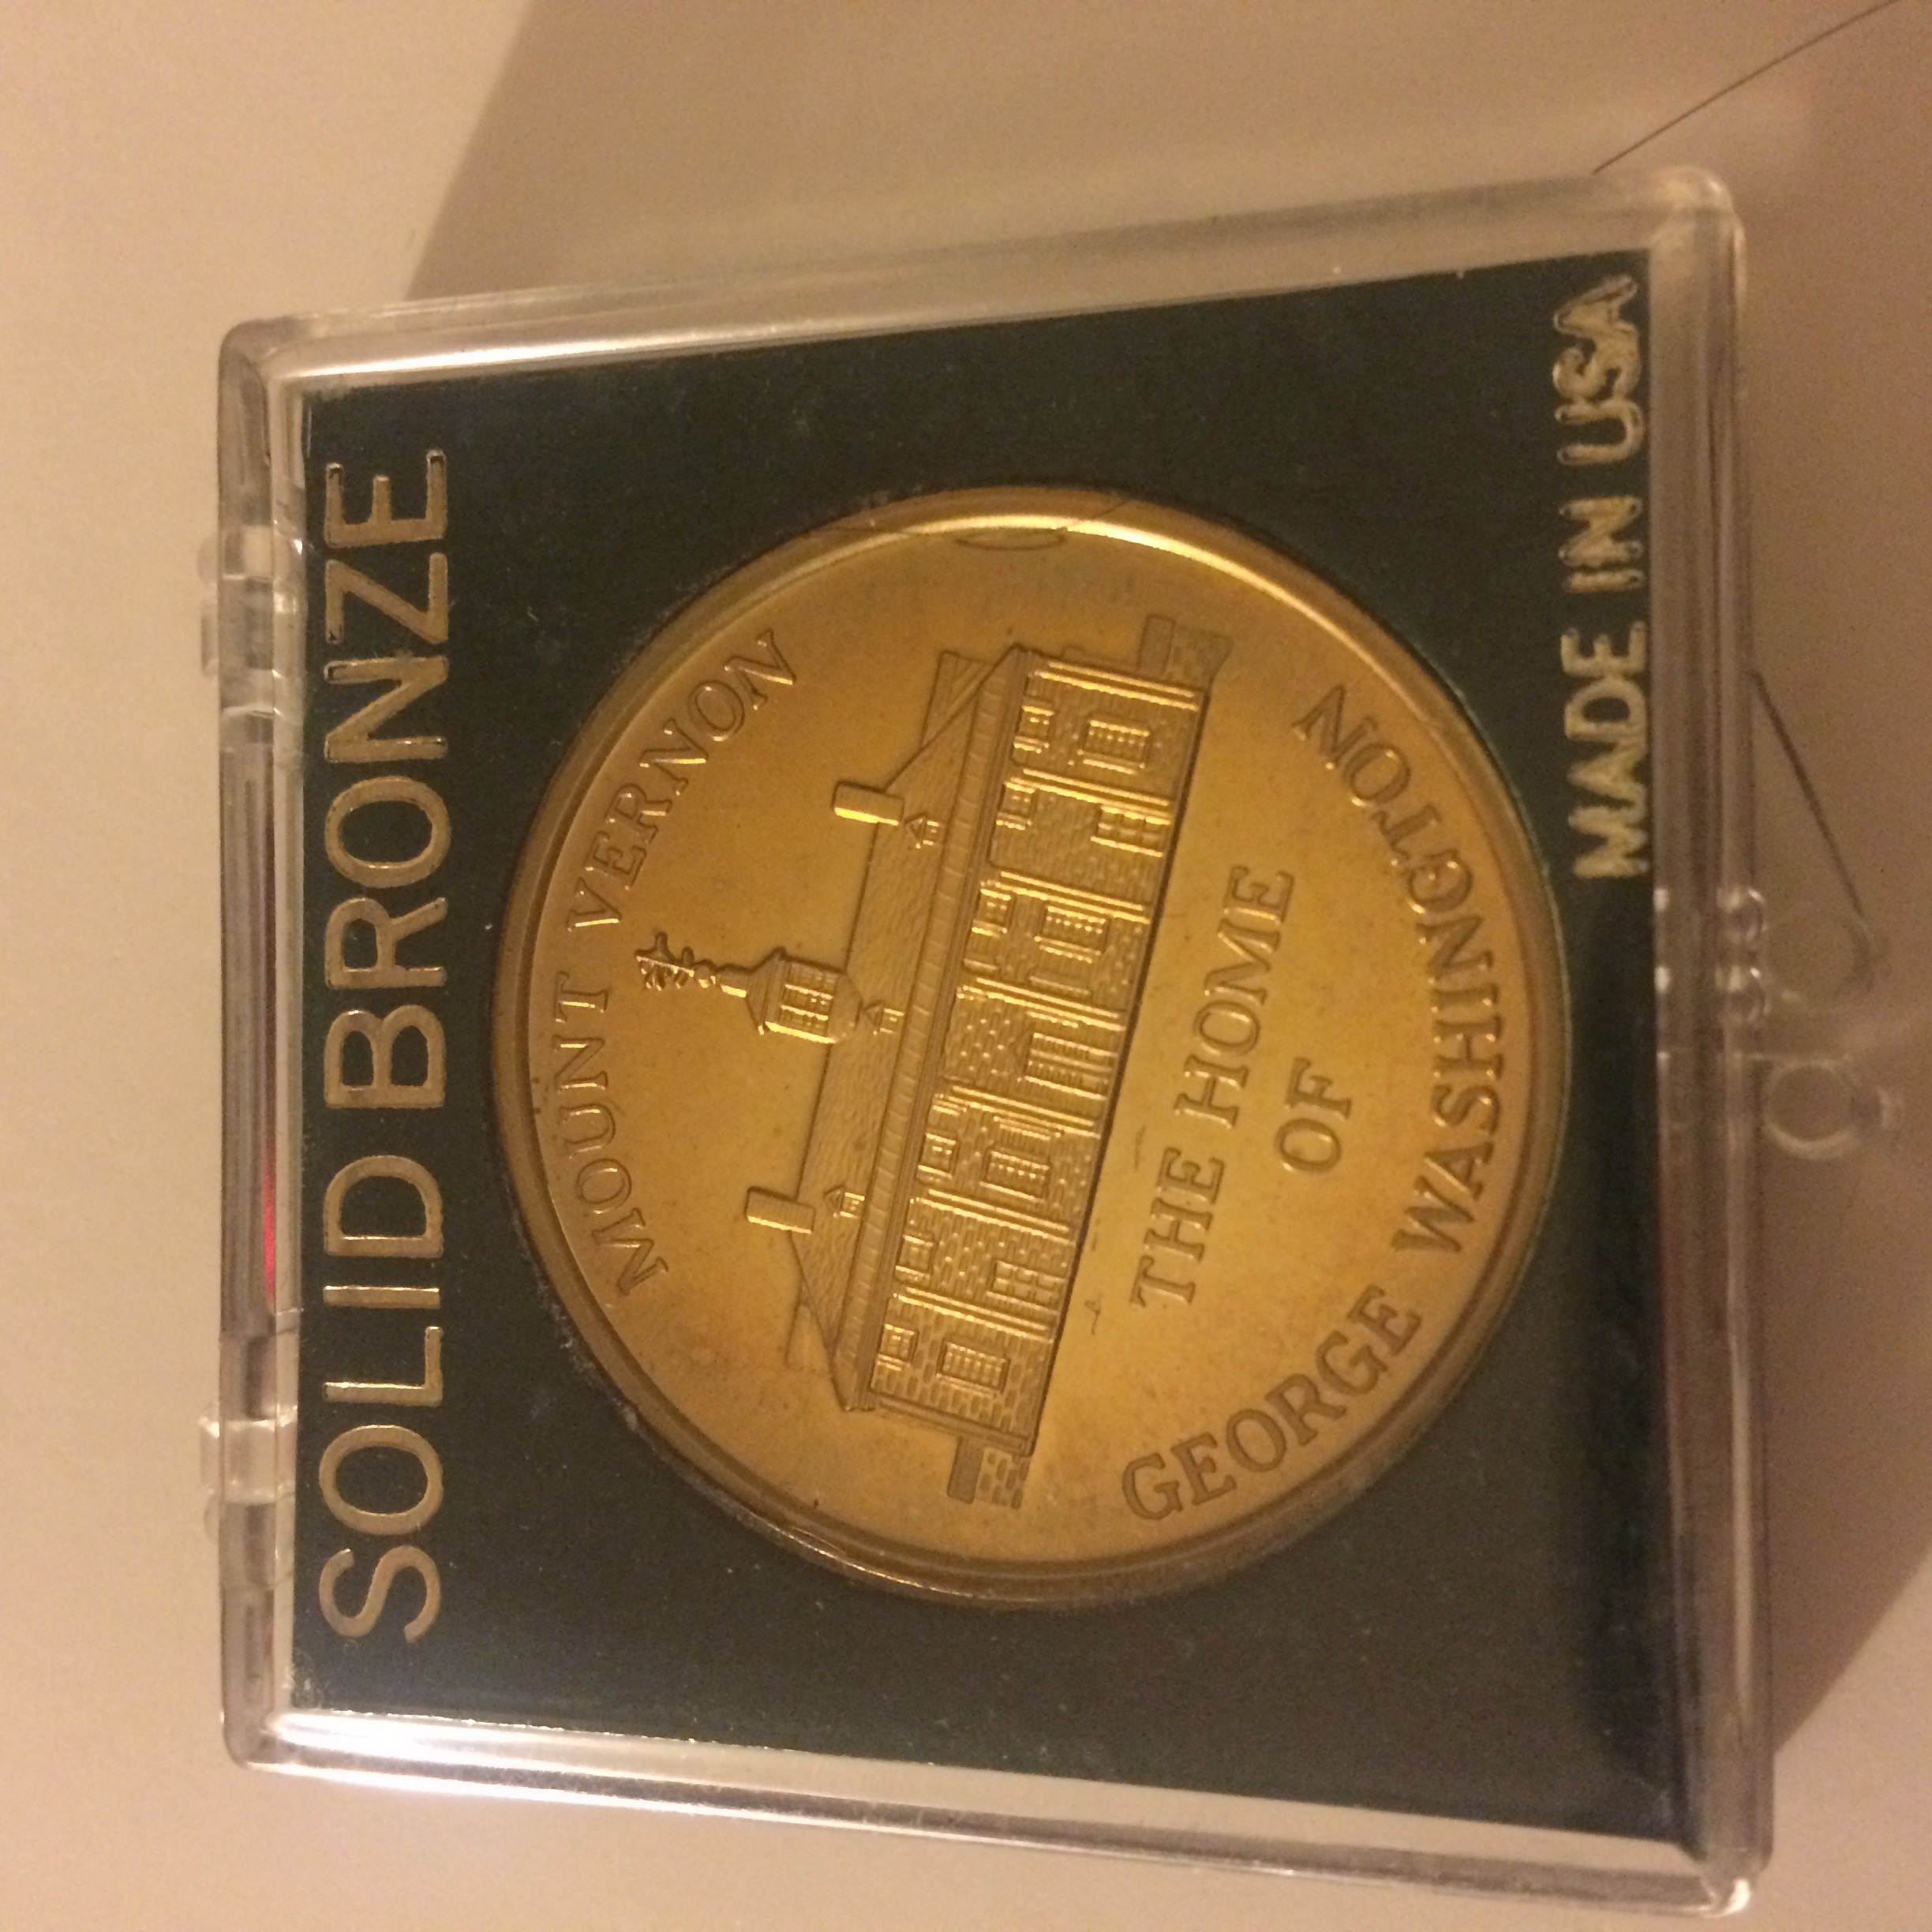 SOLID BRONZE
MOUNT VERNON
THE HOME
OF
GEORGE WASHINGTON
MADE IN USA